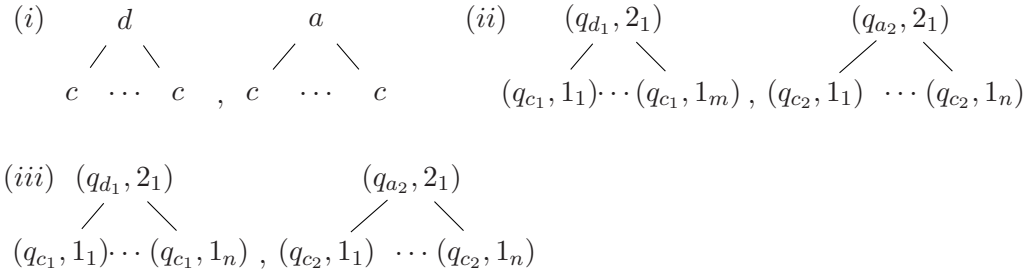 (i) d a (ii) (q_{d_1}, 2_1) (q_{a_2}, 2_1)
c ⋯ c , c ⋯ c (q_{c_1}, 1_1) ⋯ (q_{c_1}, 1_m) , (q_{c_2}, 1_1) ⋯ (q_{c_2}, 1_n)
(iii) (q_{d_1}, 2_1) (q_{a_2}, 2_1)
(q_{c_1}, 1_1) ⋯ (q_{c_1}, 1_n) , (q_{c_2}, 1_1) ⋯ (q_{c_2}, 1_n)